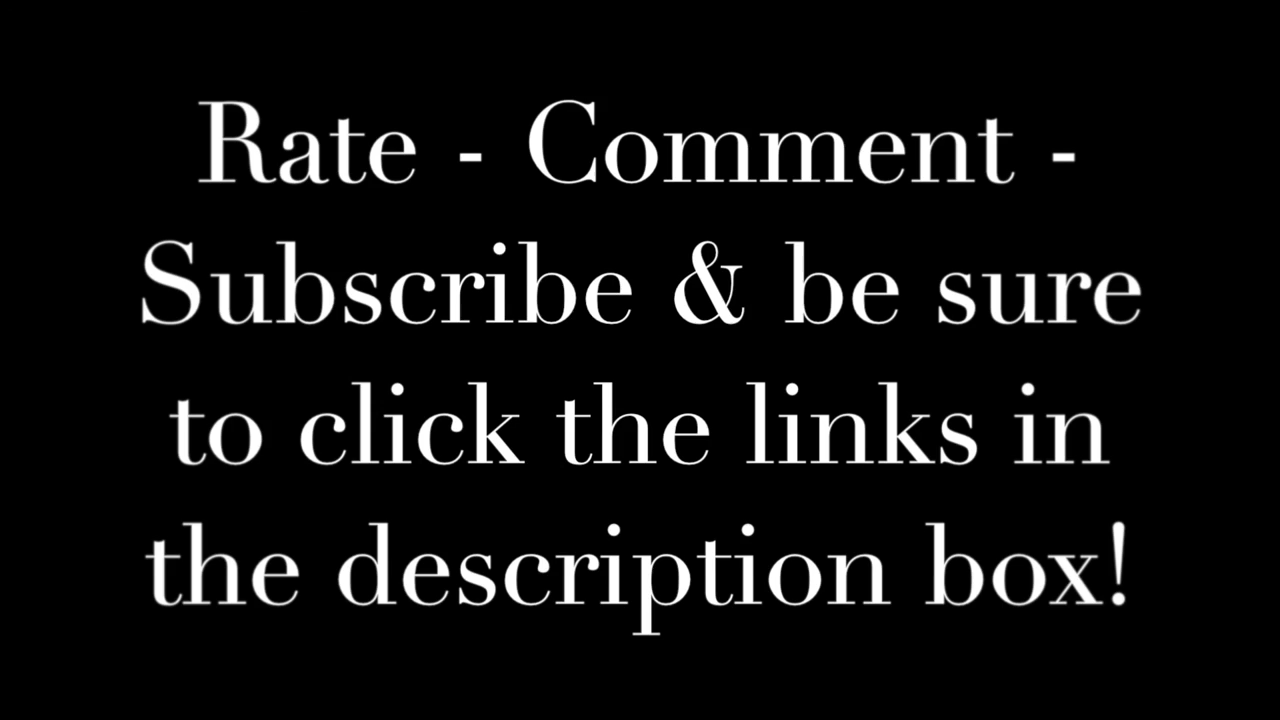 Rate - Comment -
Subscribe & be sure
to click the links in
the description box!